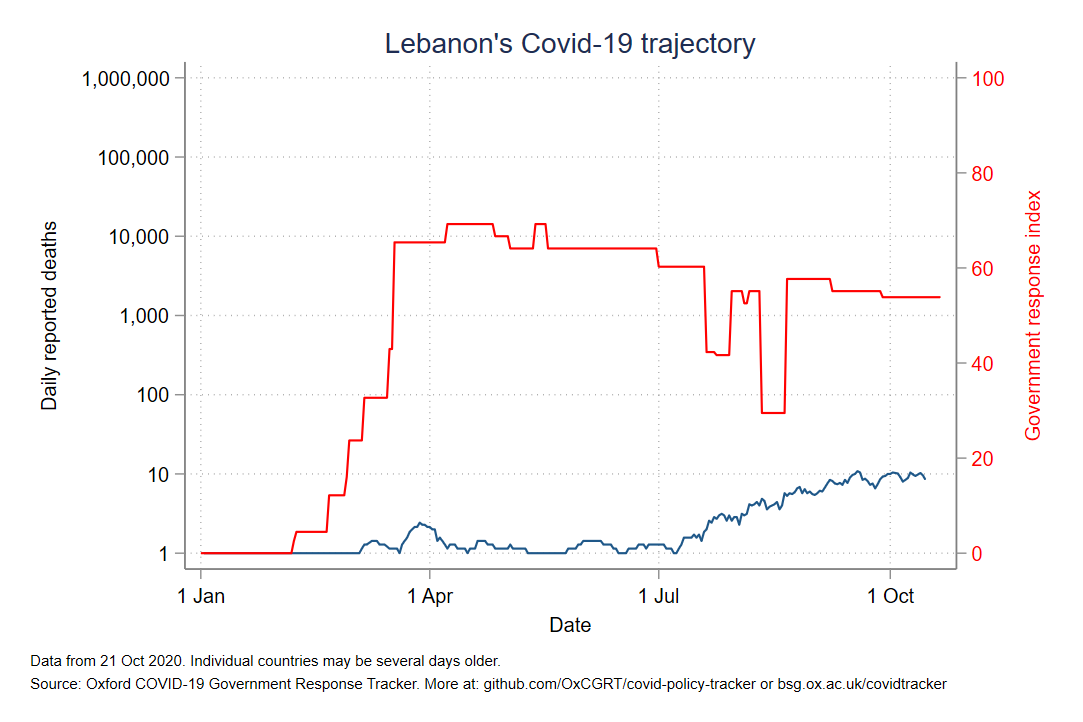 Lebanon's Covid-19 trajectory
1,000,000
100,000
10,000
1,000
100
10
1
Daily reported deaths
100
80
60
40
20
0
Government response index
1 Jan
1 Apr
1 Jul
1 Oct
Date
Data from 21 Oct 2020. Individual countries may be several days older.
Source: Oxford COVID-19 Government Response Tracker. More at: github.com/OxCGRT/covid-policy-tracker or bsg.ox.ac.uk/covidtracker